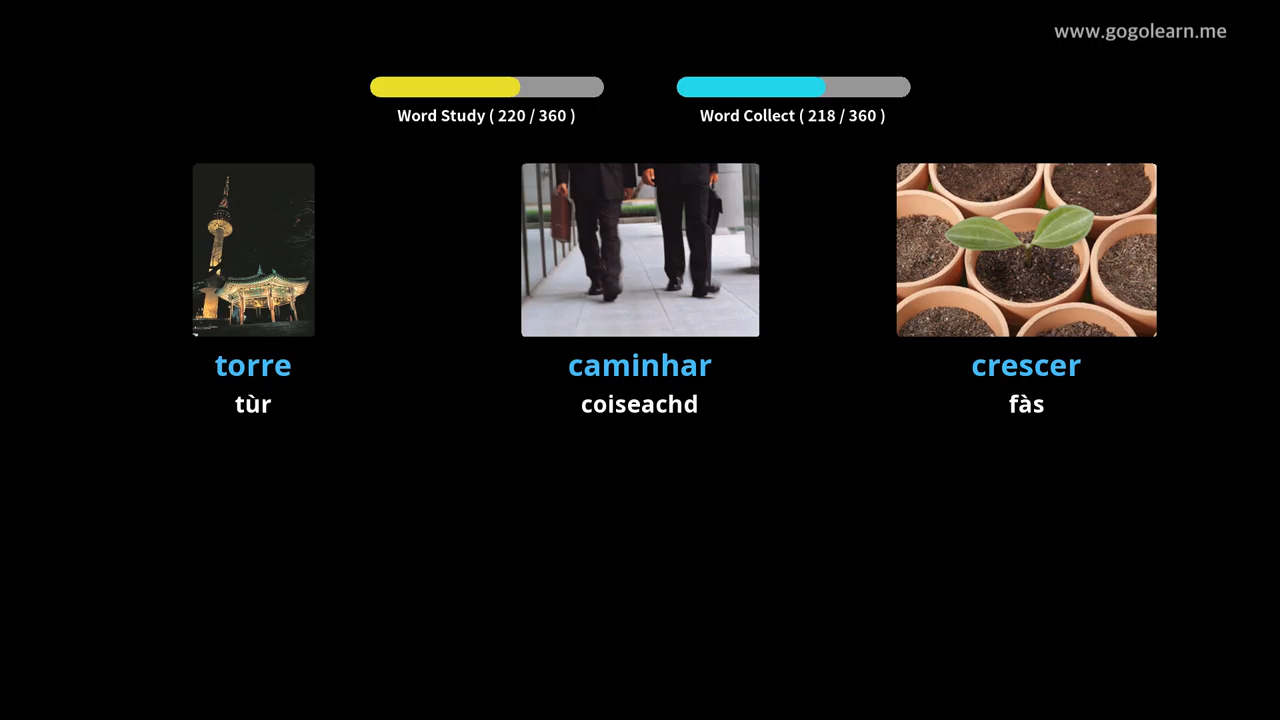 www.gogolearn.me
Word Study ( 220 / 360 )
Word Collect ( 218 / 360 )
torre
tùr
caminhar
coiseachd
crescer
fàs